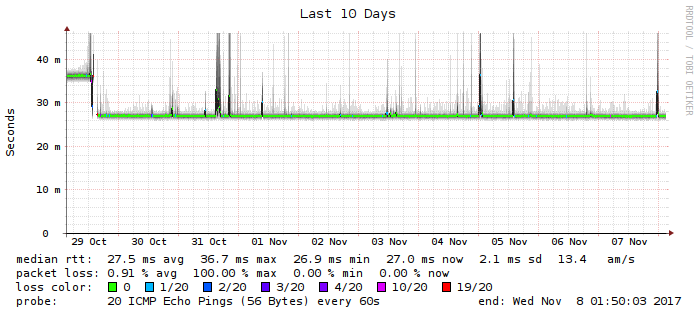 Last 10 Days
RRDTOOL / TOBI OETIKER
Seconds
40 m
30 m
20 m
10 m
0
29 Oct 30 Oct 31 Oct 01 Nov 02 Nov 03 Nov 04 Nov 05 Nov 06 Nov 07 Nov
median rtt: 27.5 ms avg 36.7 ms max 26.9 ms min 27.0 ms now 2.1 ms sd 13.4 am/s
packet loss: 0.91 % avg 100.00 % max 0.00 % min 0.00 % now
loss color: 0 1/20 2/20 3/20 4/20 10/20 19/20
probe: 20 ICMP Echo Pings (56 Bytes) every 60s end: Wed Nov 8 01:50:03 2017